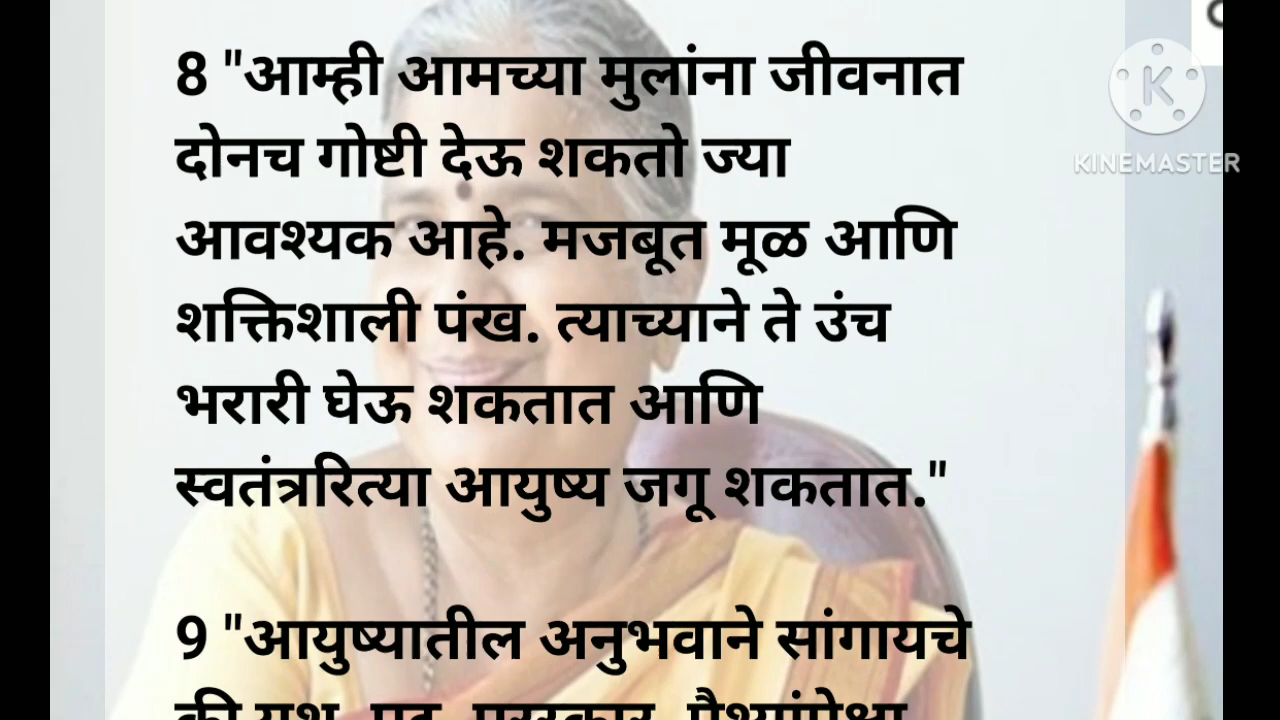 8 "आम्ही आमच्या मुलांना जीवनात
दोनच गोष्टी देऊ शकतो ज्या
आवश्यक आहे. मजबूत मूळ आणि
शक्तिशाली पंख. त्याच्याने ते उंच
भरारी घेऊ शकतात आणि
स्वतंत्ररित्या आयुष्य जगू शकतात."
9 "आयुष्यातील अनुभवाने सांगायचे
K
KINEMASTER